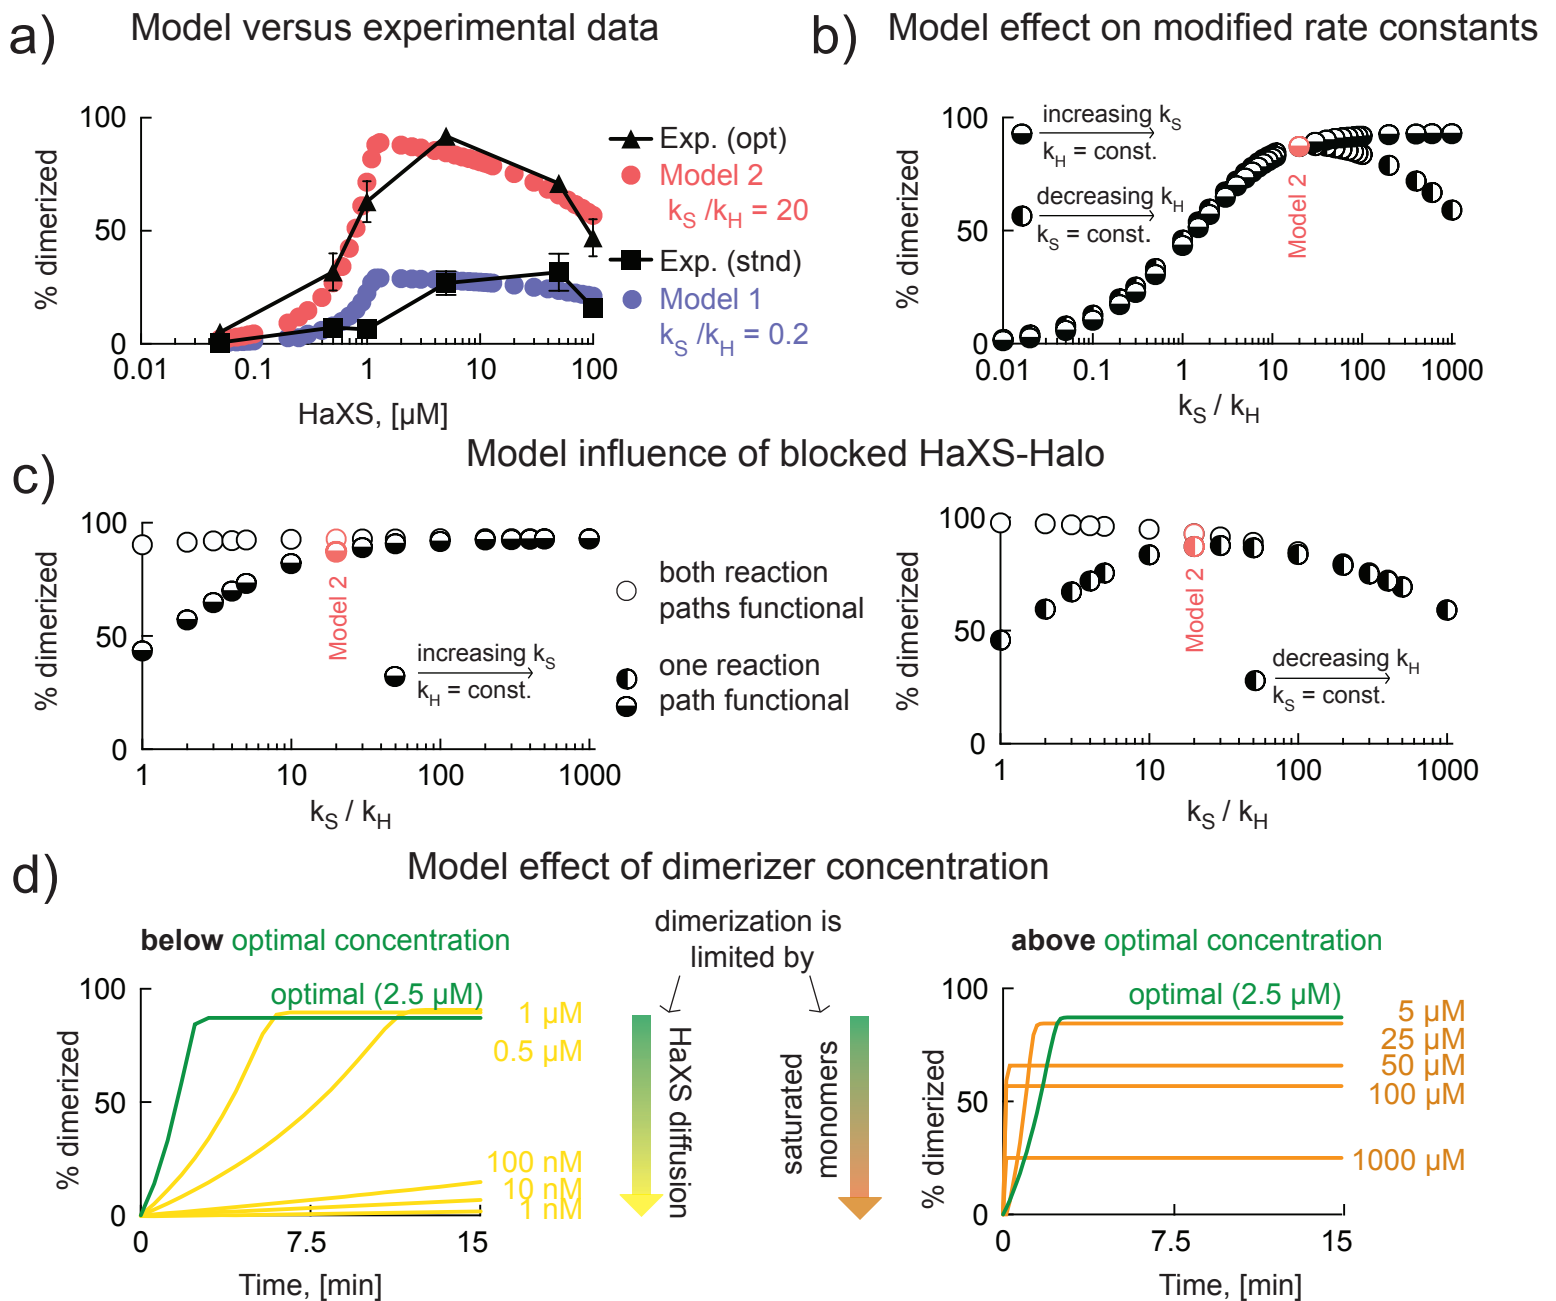 a)
Model versus experimental data
% dimerized
100
50
0
0.01
0.1
1
10
100
HaXS, [µM]
Exp. (opt)
Model 2
kS /kH = 20
Exp. (stnd)
Model 1
kS /kH = 0.2
b)
Model effect on modified rate constants
% dimerized
100
50
0
increasing kS
kH = const.
decreasing kH
kS = const.
Model 2
0.01
0.1
1
10
100
1000
kS / kH
c)
Model influence of blocked HaXS-Halo
% dimerized
100
50
0
Model 2
increasing kS
kH = const.
1
10
100
1000
kS / kH
both reaction
paths functional
one reaction
path functional
% dimerized
100
50
0
Model 2
decreasing kH
kS = const.
1
10
100
1000
kS / kH
d)
Model effect of dimerizer concentration
below optimal concentration
% dimerized
100
50
0
optimal (2.5 µM)
1 µM
0.5 µM
100 nM
10 nM
1 nM
0
7.5
15
Time, [min]
dimerization is
limited by
HaXS diffusion
saturated
monomers
above optimal concentration
% dimerized
100
50
0
optimal (2.5 µM)
5 µM
25 µM
50 µM
100 µM
1000 µM
0
7.5
15
Time, [min]